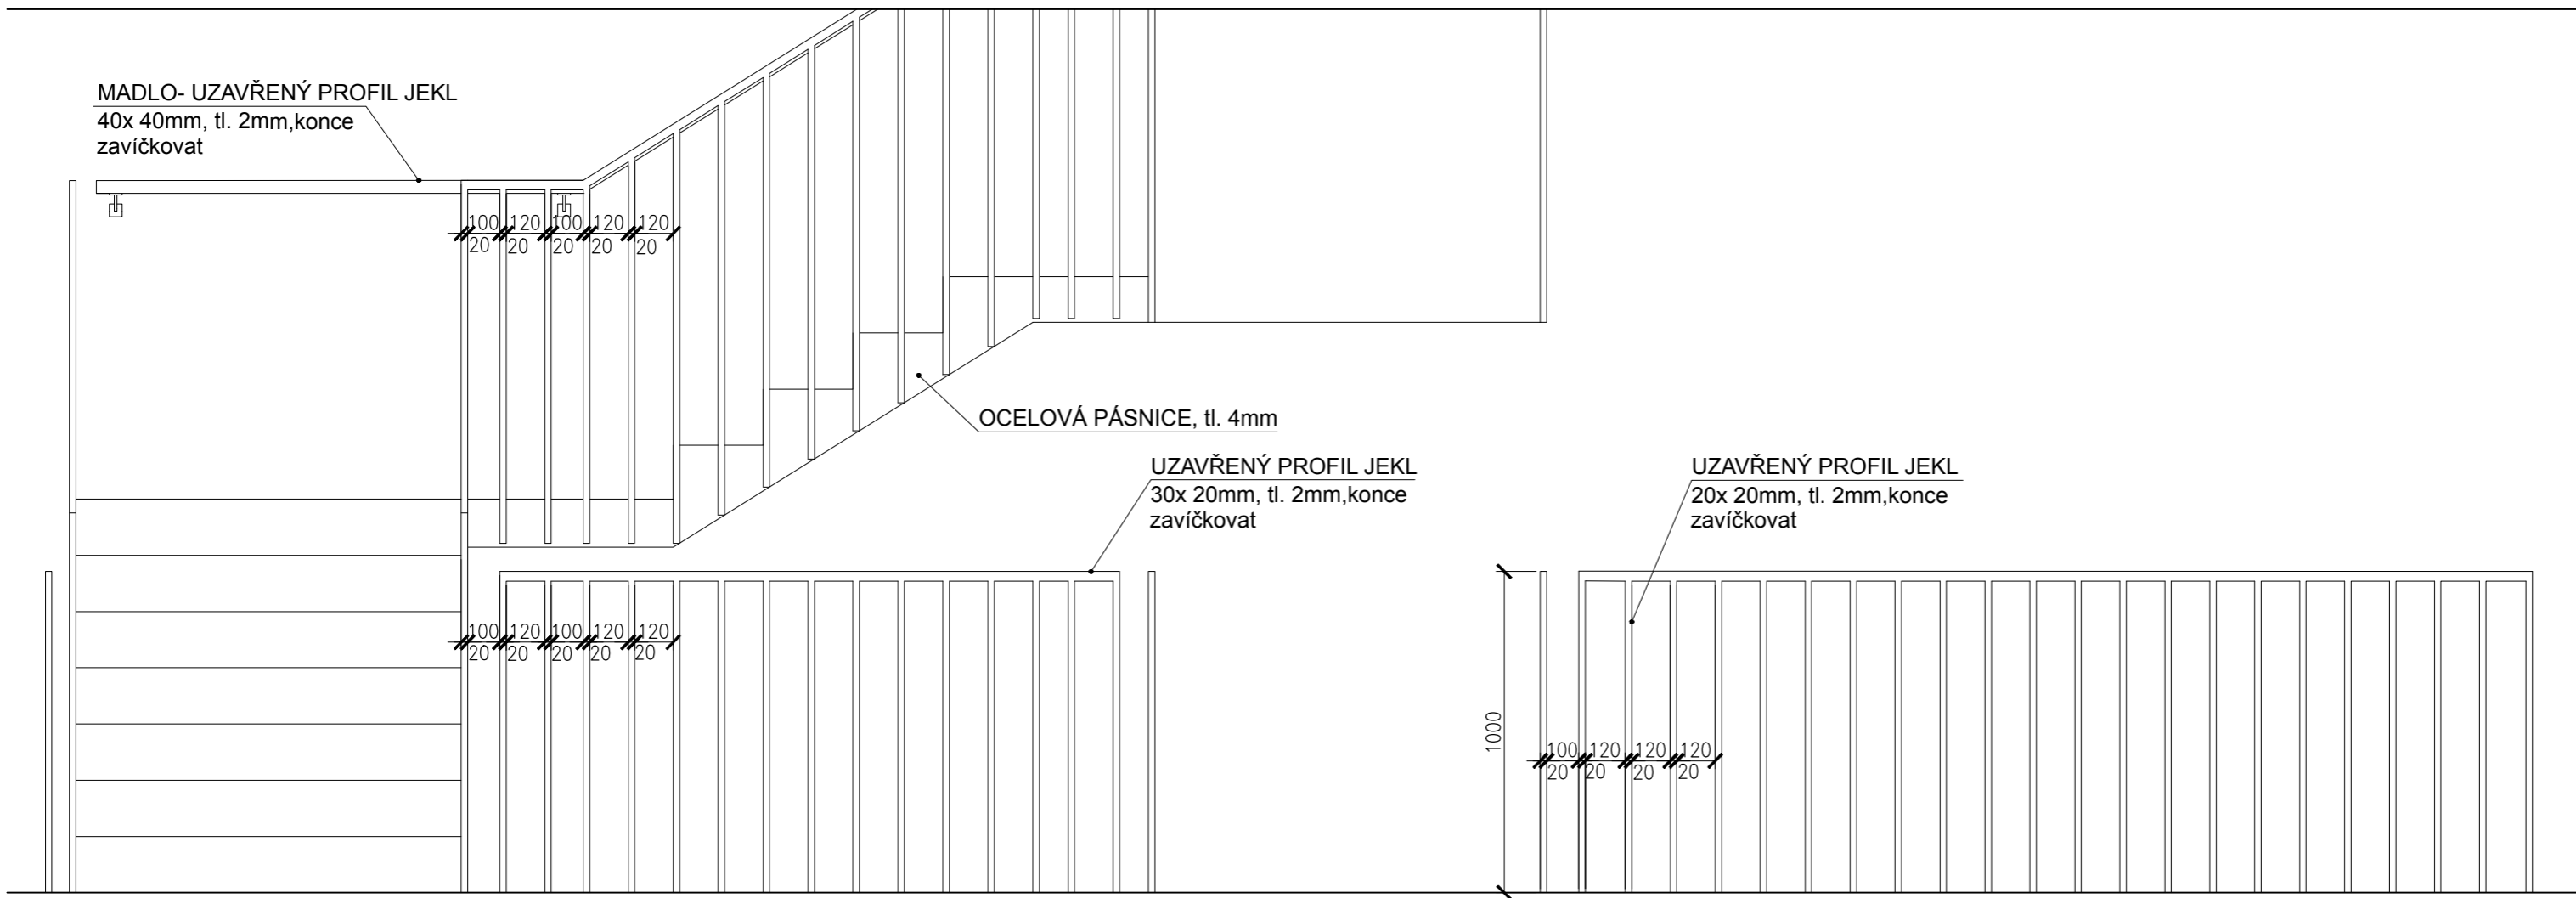 MADLO- UZAVŘENÝ PROFIL JEKL
40x 40mm, tl. 2mm,konce
zavíčkovat
100 120 100 120 120
20 20 20 20 20
OCELOVÁ PÁSNICE, tl. 4mm
UZAVŘENÝ PROFIL JEKL
30x 20mm, tl. 2mm,konce
zavíčkovat
UZAVŘENÝ PROFIL JEKL
20x 20mm, tl. 2mm,konce
zavíčkovat
100 120 100 120 120
20 20 20 20 20
1000
100 120 120 120
20 20 20 20